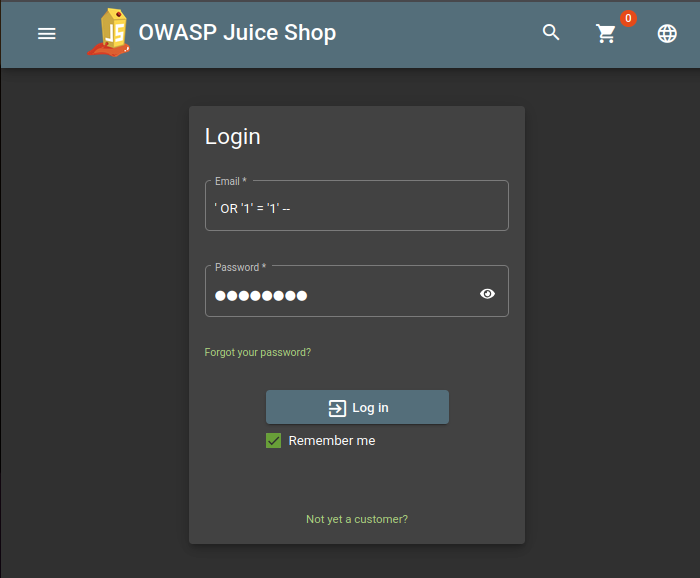 JS
OWASP Juice Shop
0
Login
Email *
' OR '1' = '1' --
Password *
Forgot your password?
Log in
Remember me
Not yet a customer?